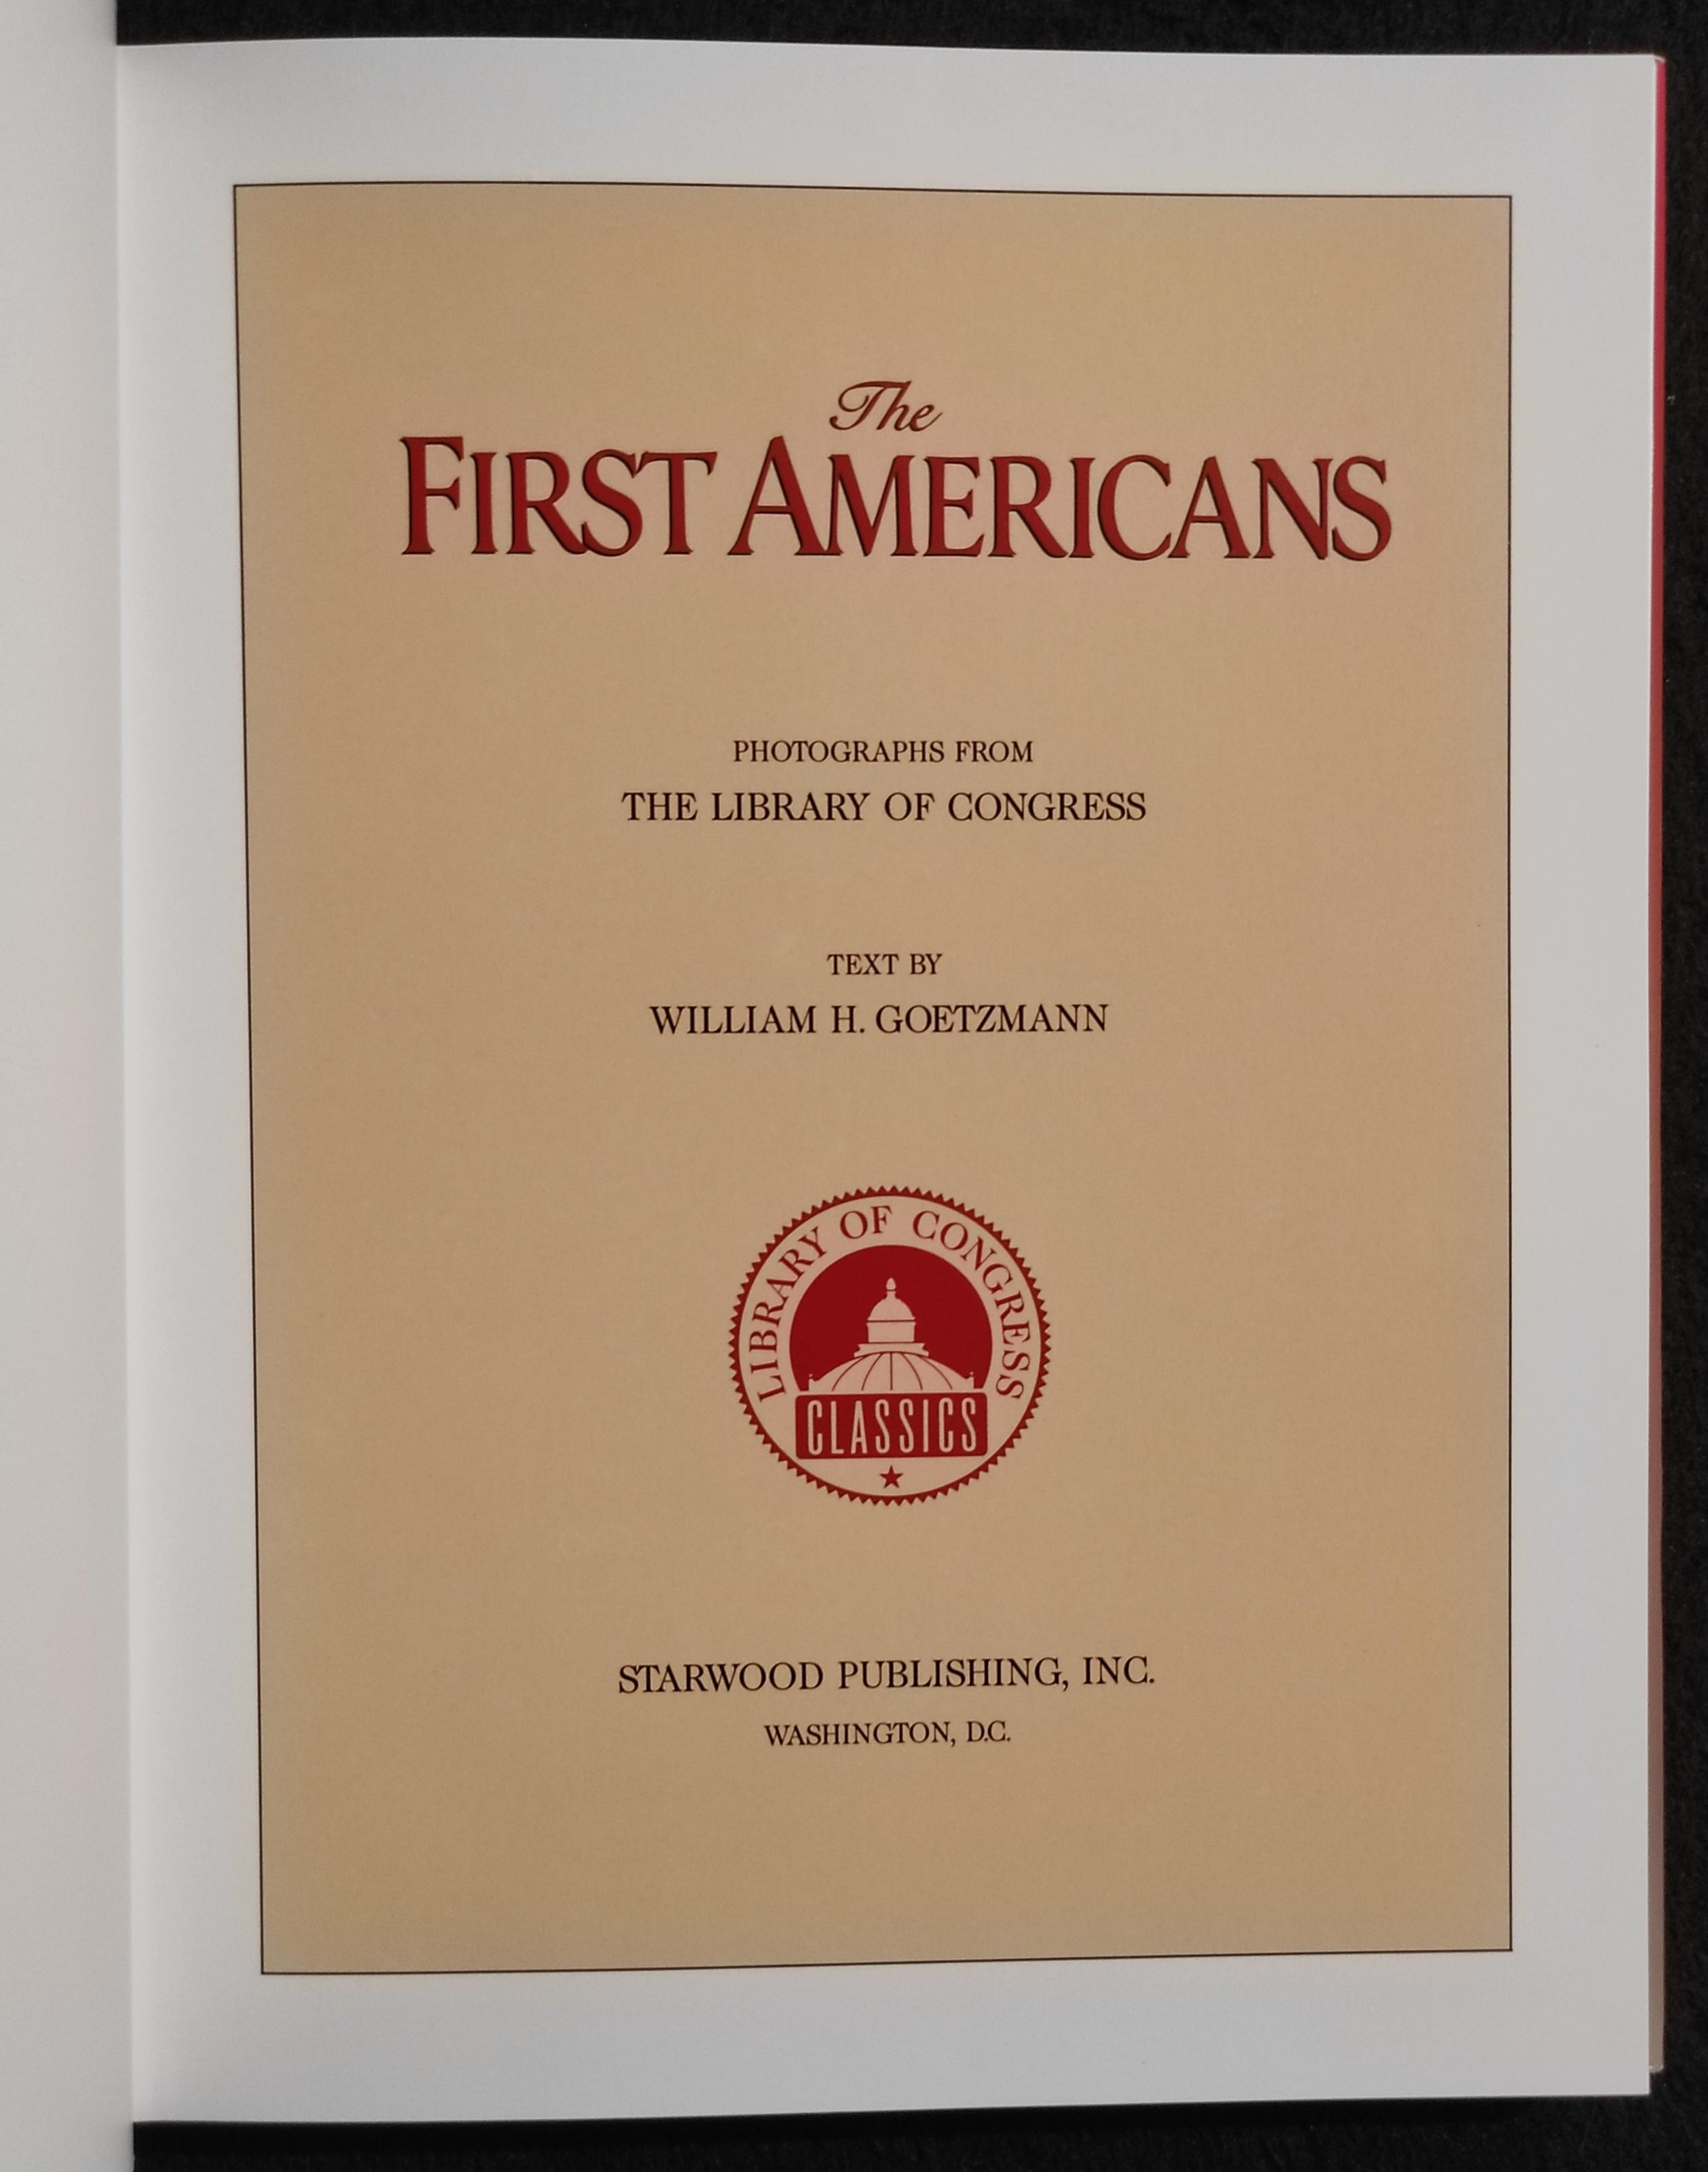 The
FIRST AMERICANS
PHOTOGRAPHS FROM
THE LIBRARY OF CONGRESS
TEXT BY
WILLIAM H. GOETZMANN
LIBRARY OF CONGRESS
CLASSICS
STARWOOD PUBLISHING, INC.
WASHINGTON, D.C.